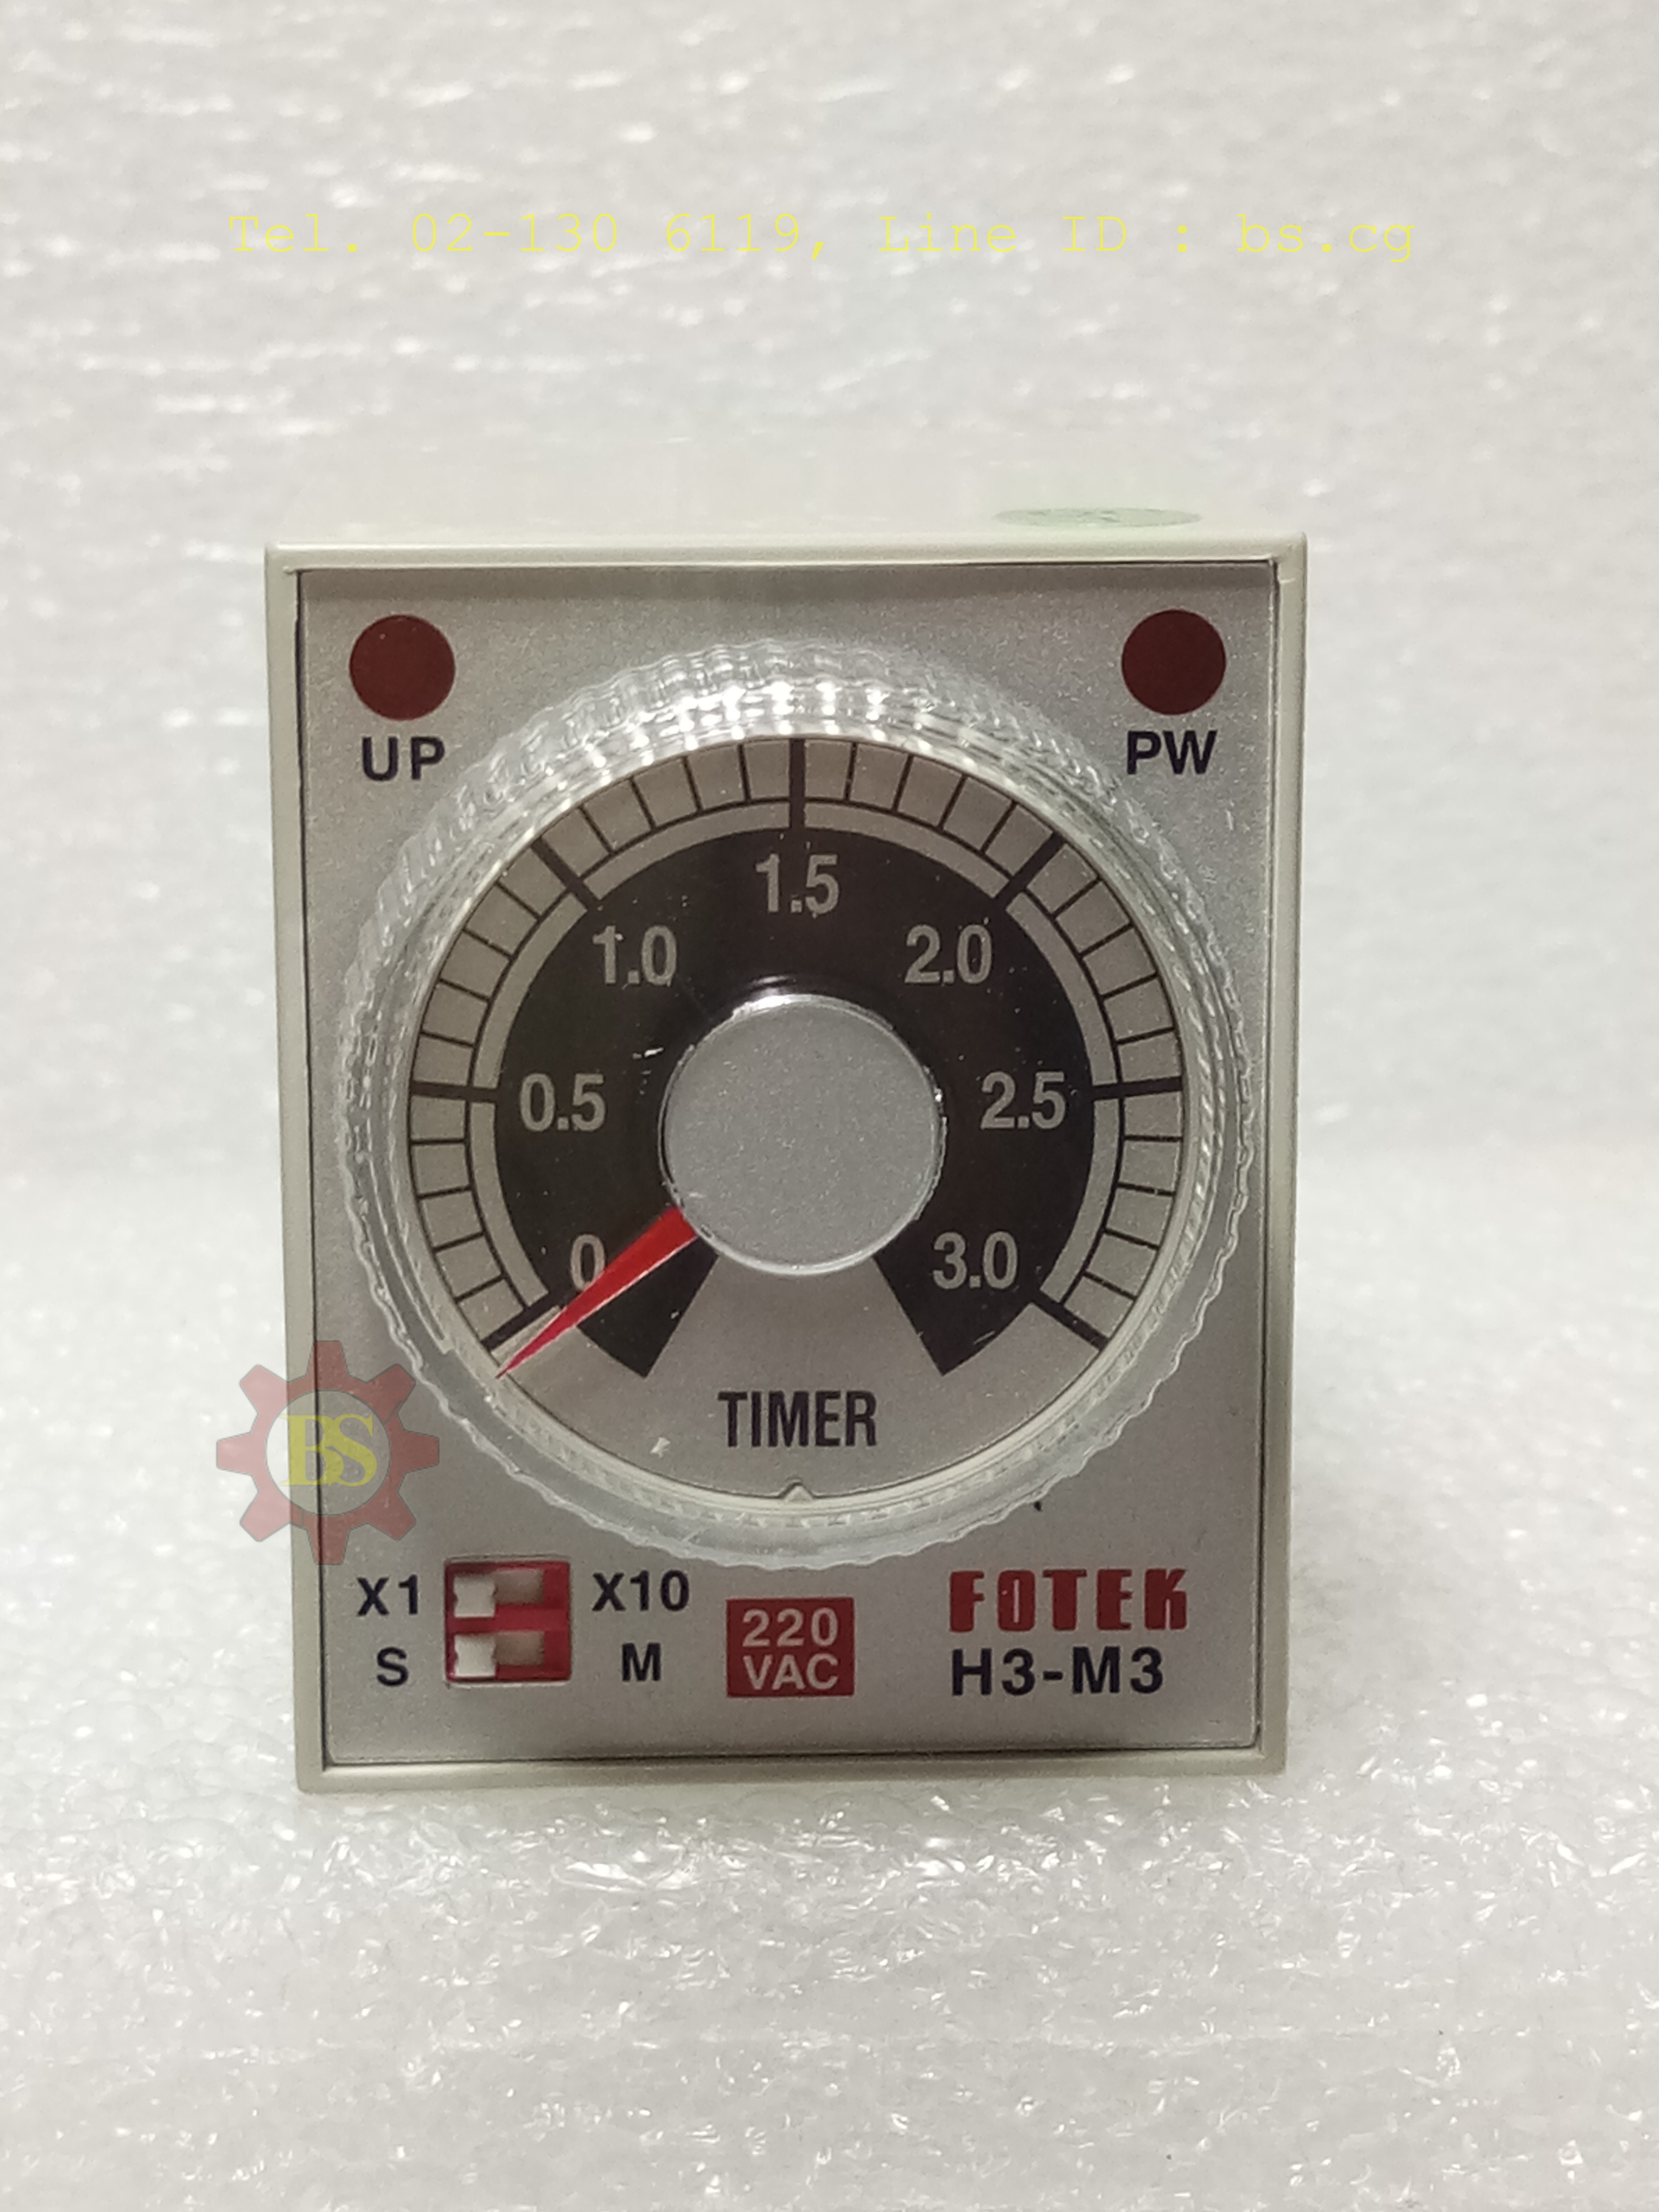 Tel. 02-130 6119, Line ID : bs.cg
UP
PW
0
0.5
1.0
1.5
2.0
2.5
3.0
TIMER
BS
X1
X10
S
M
220
VAC
FOTEK
H3-M3